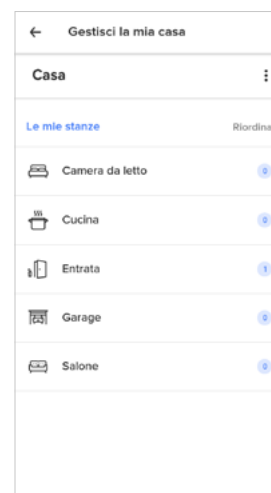 Gestisci la mia casa
Casa
Le mie stanze Riordina
Camera da letto 0
Cucina 0
Entrata 1
Garage 0
Salone 0